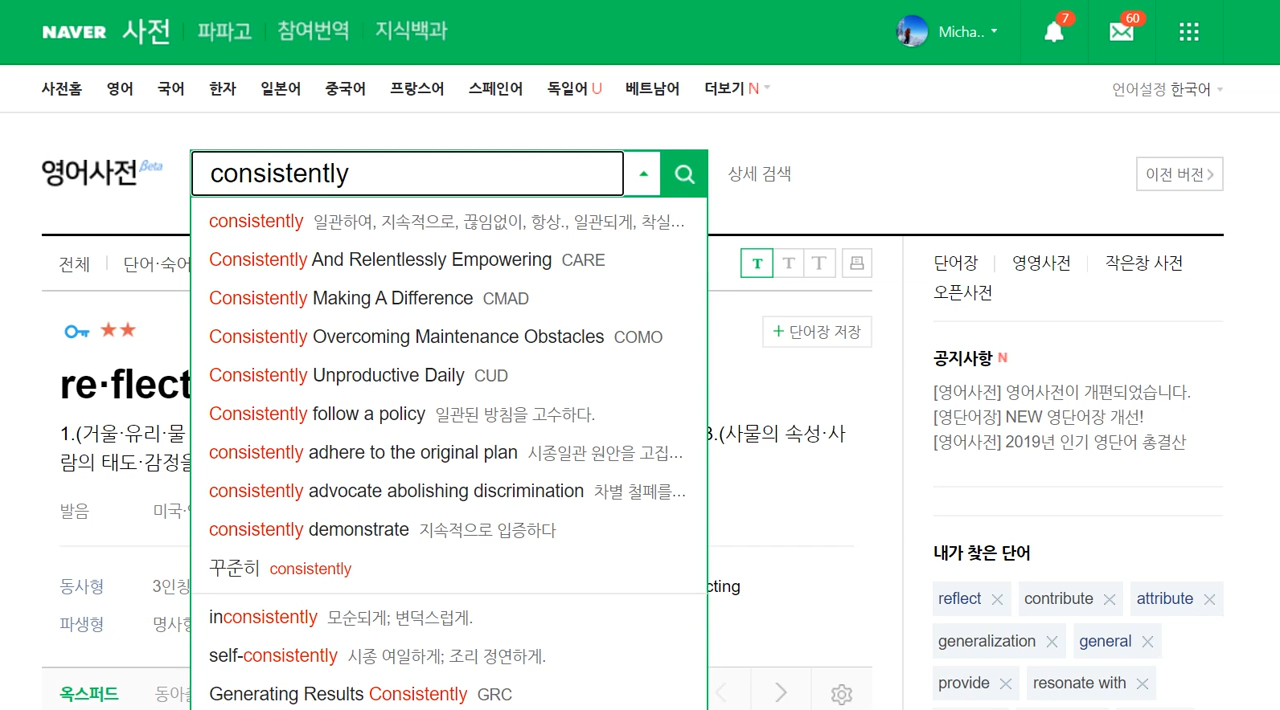 NAVER 사전 파파고 참여번역 지식백과 Micha.. 7 60
사전홈 영어 국어 한자 일본어 중국어 프랑스어 스페인어 독일어 U 베트남어 더보기 N 언어설정 한국어
영어사전 Beta consistently 상세 검색 이전 버전
consistently 일관하여, 지속적으로, 끊임없이, 항상., 일관되게, 착실...
Consistently And Relentlessly Empowering CARE
Consistently Making A Difference CMAD
Consistently Overcoming Maintenance Obstacles COMO
Consistently Unproductive Daily CUD
Consistently follow a policy 일관된 방침을 고수하다.
consistently adhere to the original plan 시종일관 원안을 고집...
consistently advocate abolishing discrimination 차별 철폐를...
consistently demonstrate 지속적으로 입증하다
꾸준히 consistently
inconsistently 모순되게; 변덕스럽게.
self-consistently 시종 여일하게; 조리 정연하게.
Generating Results Consistently GRC
전체 단어·숙어 T T T
+ 단어장 저장
re·flect
1.(거울·유리·물 3.(사물의 속성·사
람의 태도·감정을
발음 미국·
동사형 3인칭 cting
파생형 명사형
옥스퍼드 동아출
단어장 영영사전 작은창 사전
오픈사전
공지사항 N
[영어사전] 영어사전이 개편되었습니다.
[영단어장] NEW 영단어장 개선!
[영어사전] 2019년 인기 영단어 총결산
내가 찾은 단어
reflect contribute attribute
generalization general
provide resonate with